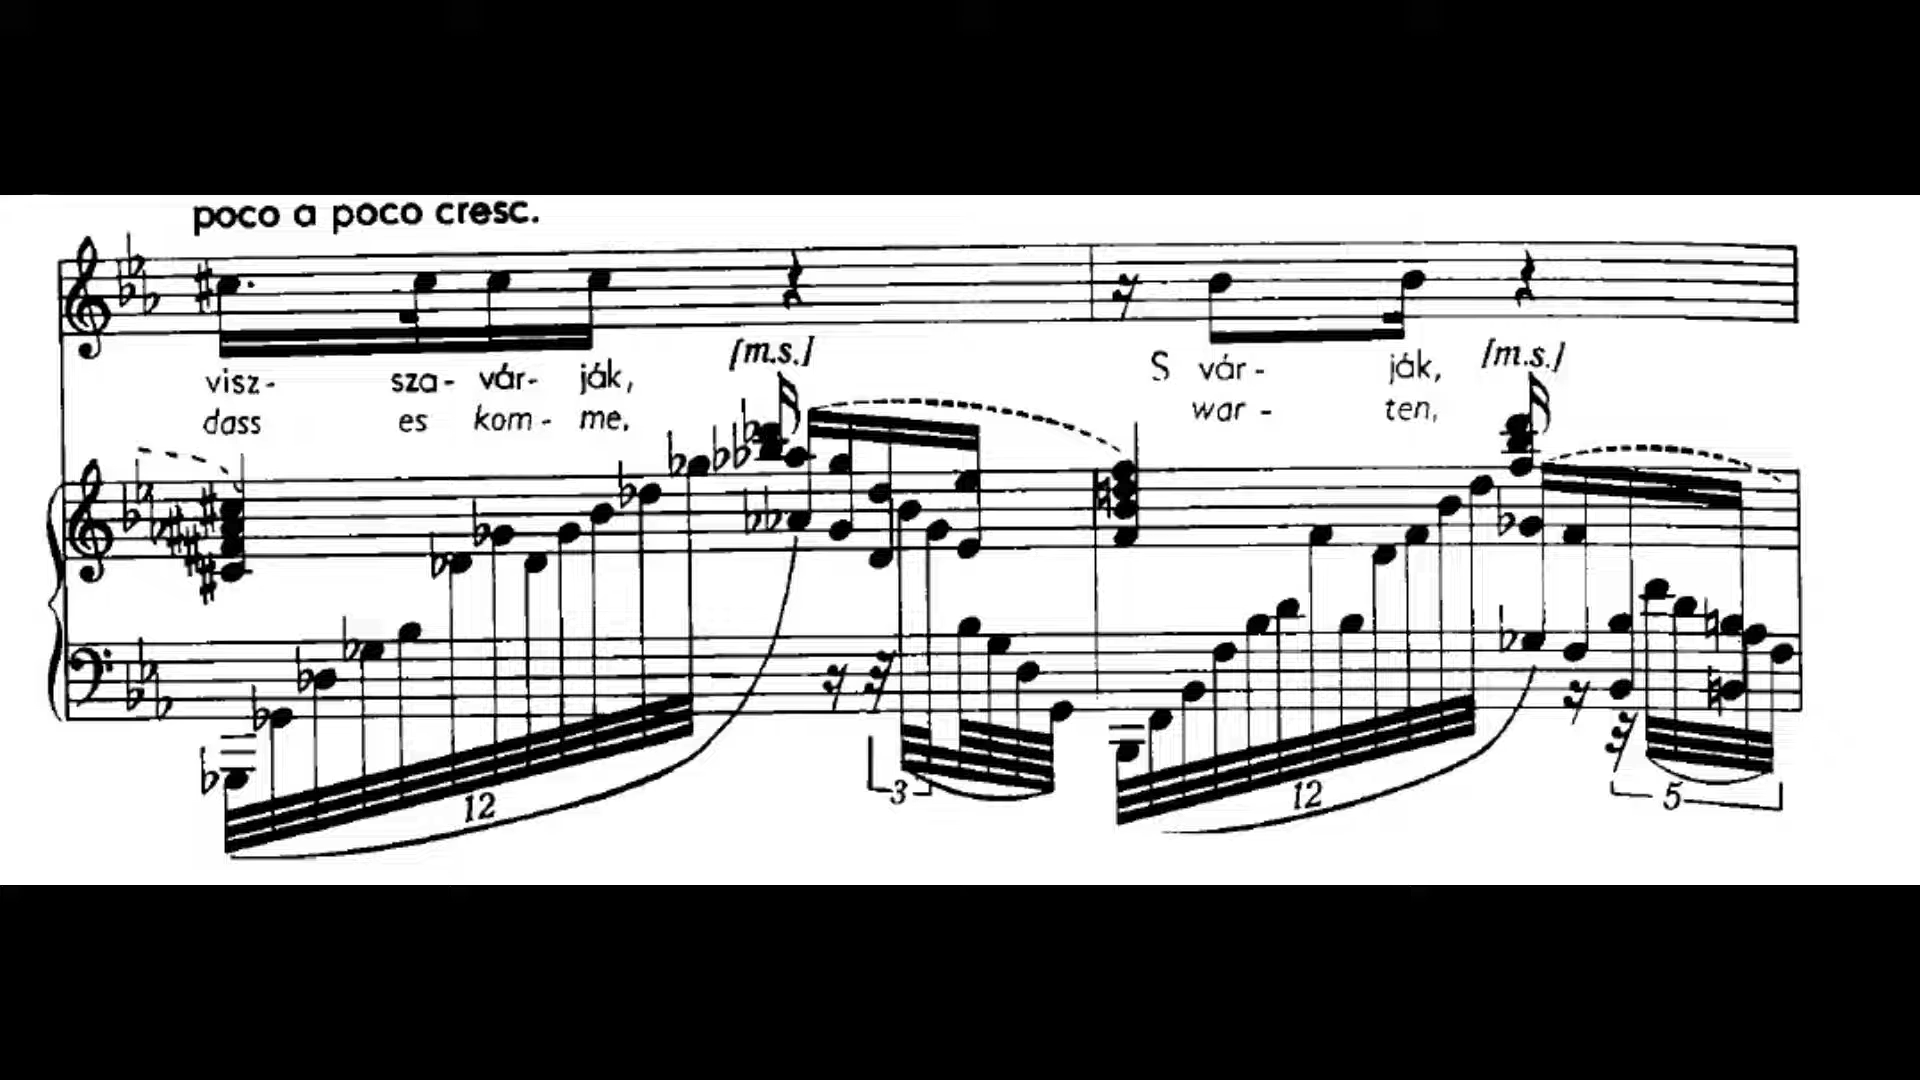 poco a poco cresc.
[m.s.] [m.s.]
visz- sza- vár- ják, S vár- ják,
dass es kom- me. war- ten,
12 3 12 5